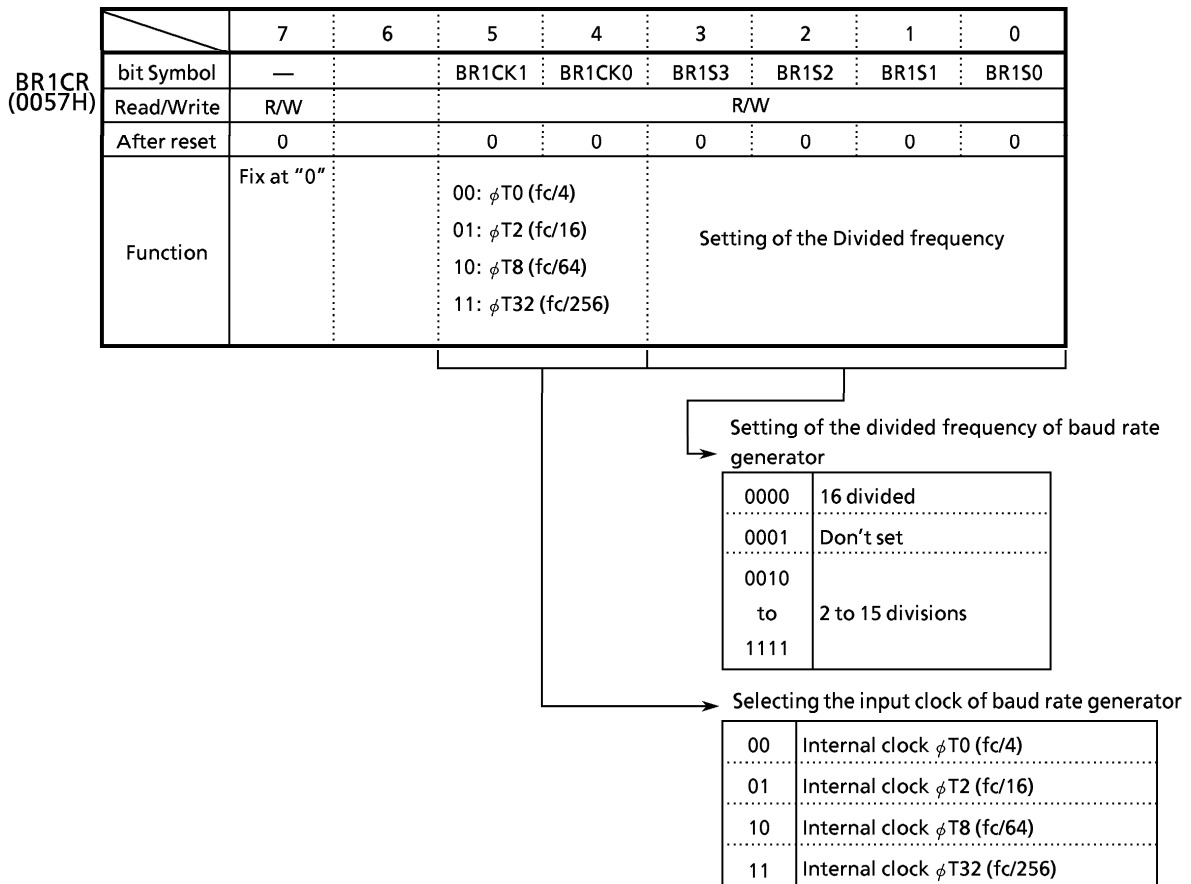 7 6 5 4 3 2 1 0
BR1CR
(0057H)
bit Symbol — BR1CK1 BR1CK0 BR1S3 BR1S2 BR1S1 BR1S0
Read/Write R/W R/W
After reset 0 0 0 0 0 0 0
Function
Fix at "0"
00: ϕT0 (fc/4)
01: ϕT2 (fc/16)
10: ϕT8 (fc/64)
11: ϕT32 (fc/256)
Setting of the Divided frequency
Setting of the divided frequency of baud rate
generator
0000 16 divided
0001 Don't set
0010
to 2 to 15 divisions
1111
Selecting the input clock of baud rate generator
00 Internal clock ϕT0 (fc/4)
01 Internal clock ϕT2 (fc/16)
10 Internal clock ϕT8 (fc/64)
11 Internal clock ϕT32 (fc/256)